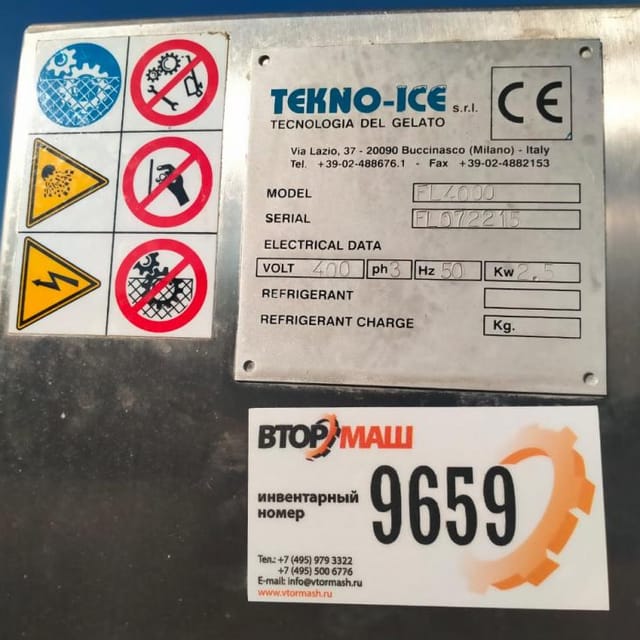 TEKNO-ICE s.r.l.
TECNOLOGIA DEL GELATO
CE
Via Lazio, 37 - 20090 Buccinasco (Milano) - Italy
Tel. +39-02-488676.1 - Fax +39-02-4882153
MODEL FL4000
SERIAL FL072215
ELECTRICAL DATA
VOLT 400 ph 3 Hz 50 Kw 2.5
REFRIGERANT
REFRIGERANT CHARGE Kg.
ВТОРМАШ
инвентарный
номер
9659
Тел.: +7 (495) 979 3322
+7 (495) 500 6776
E-mail: info@vtormash.ru
www.vtormash.ru